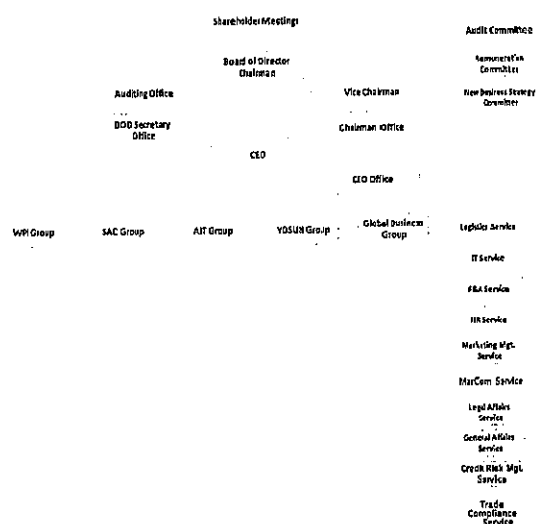 Shareholder Meetings
Audit Committee
Board of Director
Chairman
Remuneration
Committee
Auditing Office
Vice Chairman
New Business Strategy
Committee
BOD Secretary
Office
Chairman Office
CEO
CEO Office
WPI Group
SAC Group
AIT Group
YOSUN Group
Global Business
Group
Logistics Service
IT Service
F&A Service
HR Service
Marketing Mgt.
Service
MarCom Service
Legal Affairs
Service
General Affairs
Service
Credit Risk Mgt.
Service
Trade
Compliance
Service